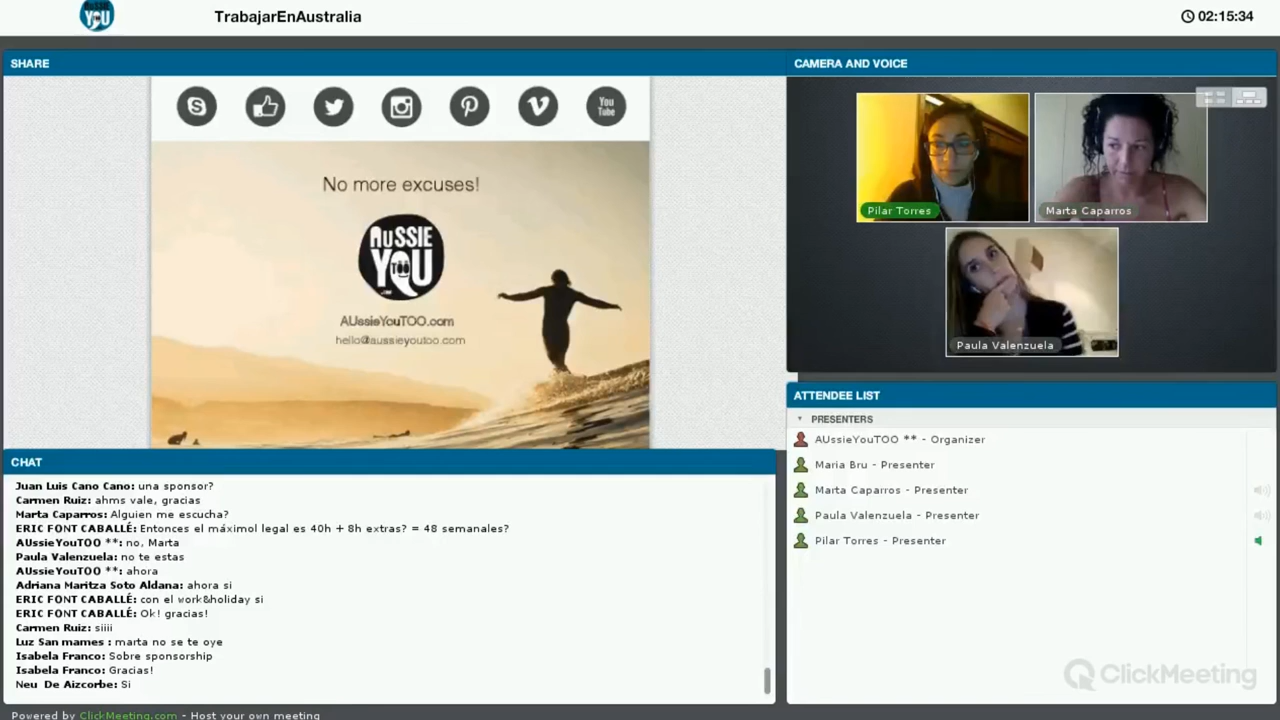 AUSSIE
YOU
TrabajarEnAustralia
02:15:34
SHARE
You
Tube
No more excuses!
AUSSIE
YOU
TOO
AUssieYouTOO.com
hello@aussieyoutoo.com
CAMERA AND VOICE
Pilar Torres
Marta Caparros
Paula Valenzuela
ATTENDEE LIST
PRESENTERS
AUssieYouTOO ** - Organizer
Maria Bru - Presenter
Marta Caparros - Presenter
Paula Valenzuela - Presenter
Pilar Torres - Presenter
ClickMeeting
CHAT
Juan Luis Cano Cano: una sponsor?
Carmen Ruiz: ahms vale, gracias
Marta Caparros: Alguien me escucha?
ERIC FONT CABALLÉ: Entonces el máximol legal es 40h + 8h extras? = 48 semanales?
AUssieYouTOO **: no, Marta
Paula Valenzuela: no te estas
AUssieYouTOO **: ahora
Adriana Maritza Soto Aldana: ahora si
ERIC FONT CABALLÉ: con el work&holiday si
ERIC FONT CABALLÉ: Ok! gracias!
Carmen Ruiz: siiii
Luz San mames : marta no se te oye
Isabela Franco: Sobre sponsorship
Isabela Franco: Gracias!
Neu De Aizcorbe: Si
Powered by ClickMeeting.com - Host your own meeting